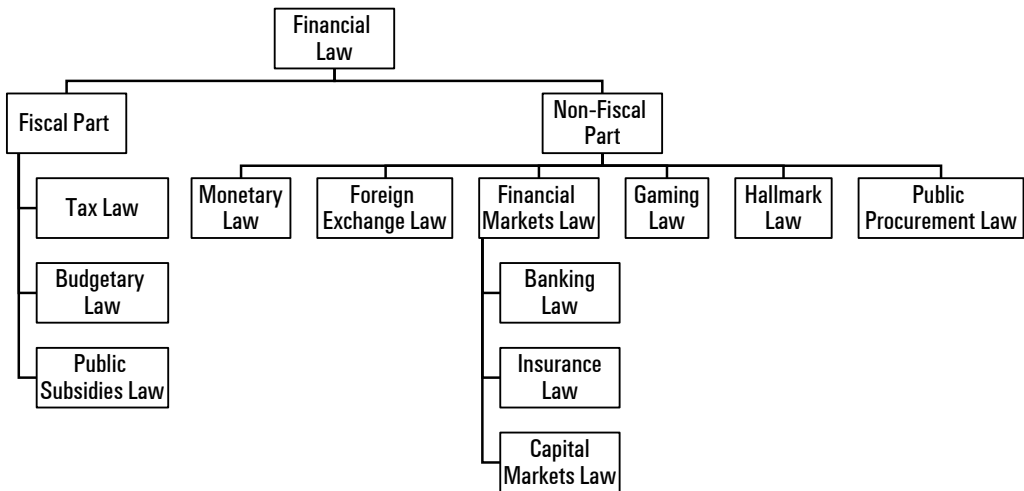 Financial
Law
Fiscal Part
Non-Fiscal
Part
Tax Law
Budgetary
Law
Public
Subsidies Law
Monetary
Law
Foreign
Exchange Law
Financial
Markets Law
Gaming
Law
Hallmark
Law
Public
Procurement Law
Banking
Law
Insurance
Law
Capital
Markets Law